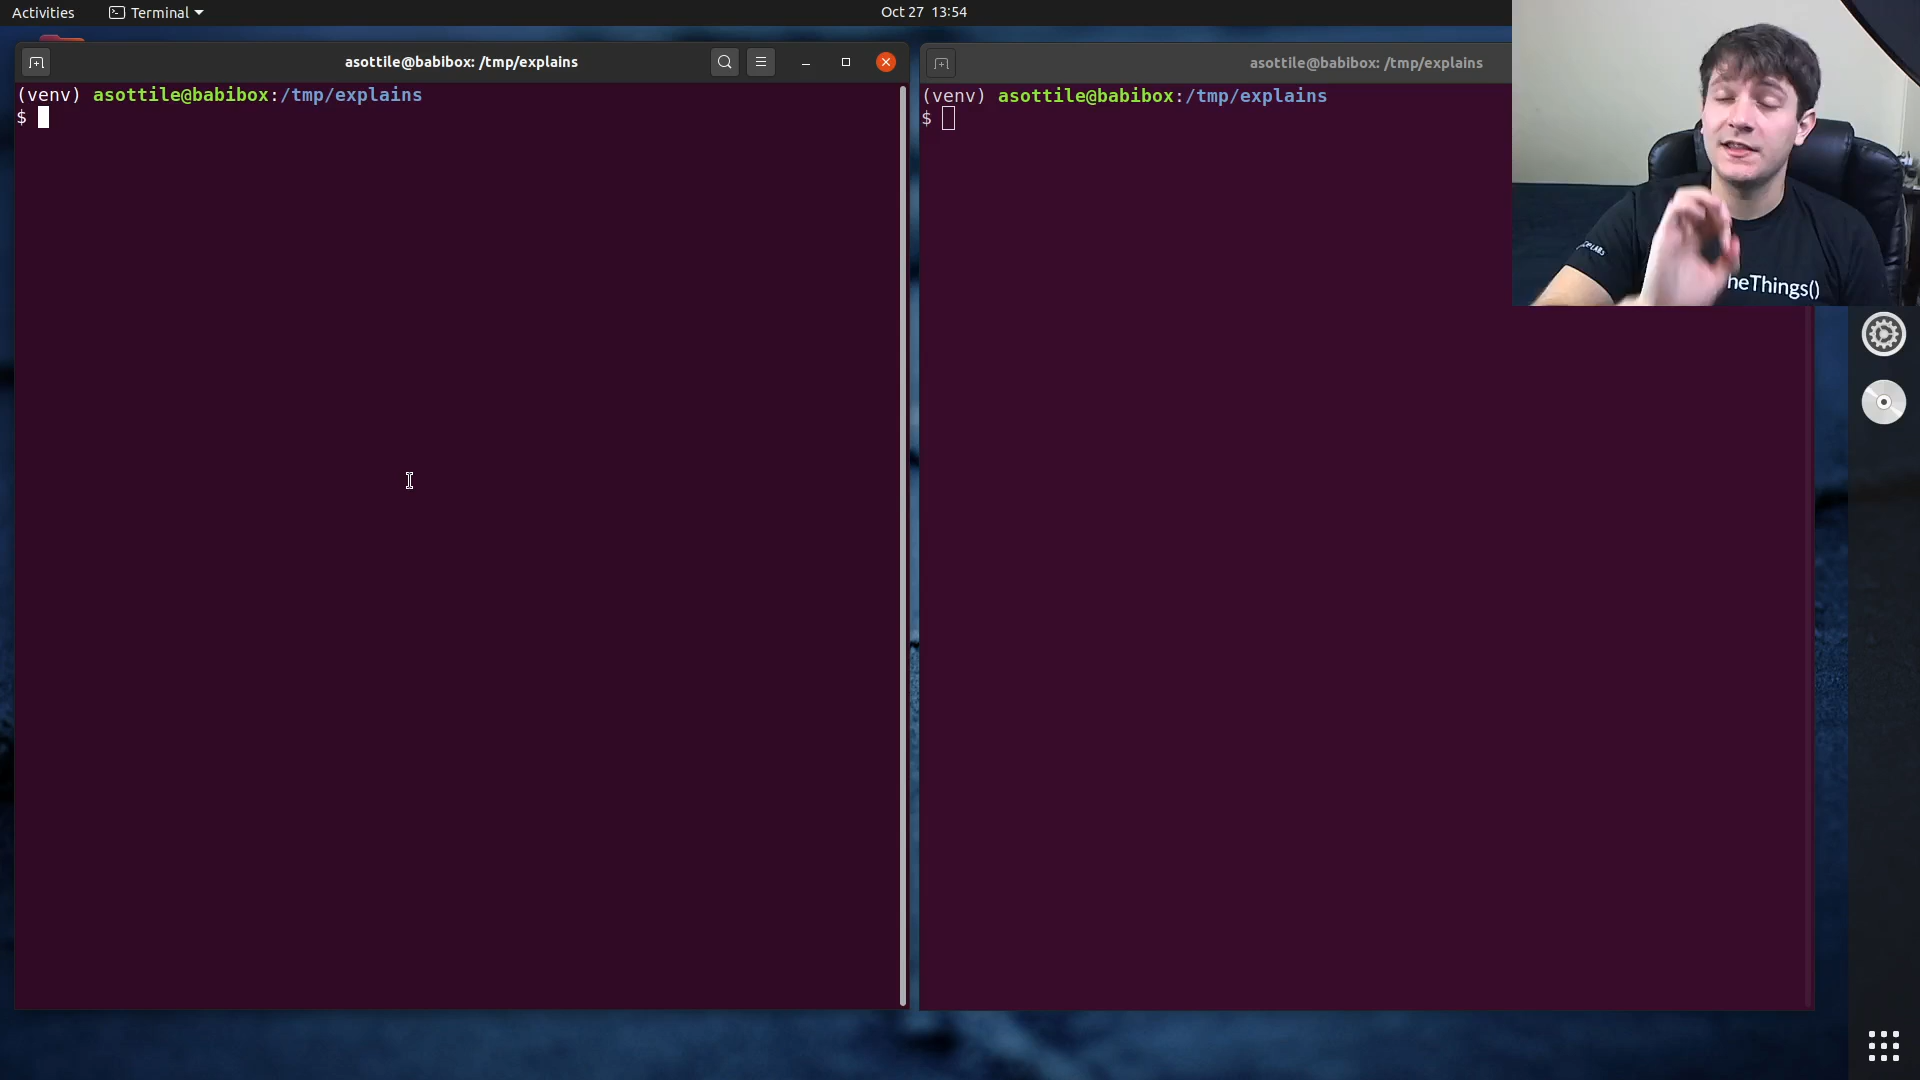 Activities
Terminal
Oct 27 13:54
asottile@babibox: /tmp/explains
(venv) asottile@babibox:/tmp/explains
$
asottile@babibox: /tmp/explains
(venv) asottile@babibox:/tmp/explains
$
heThings()